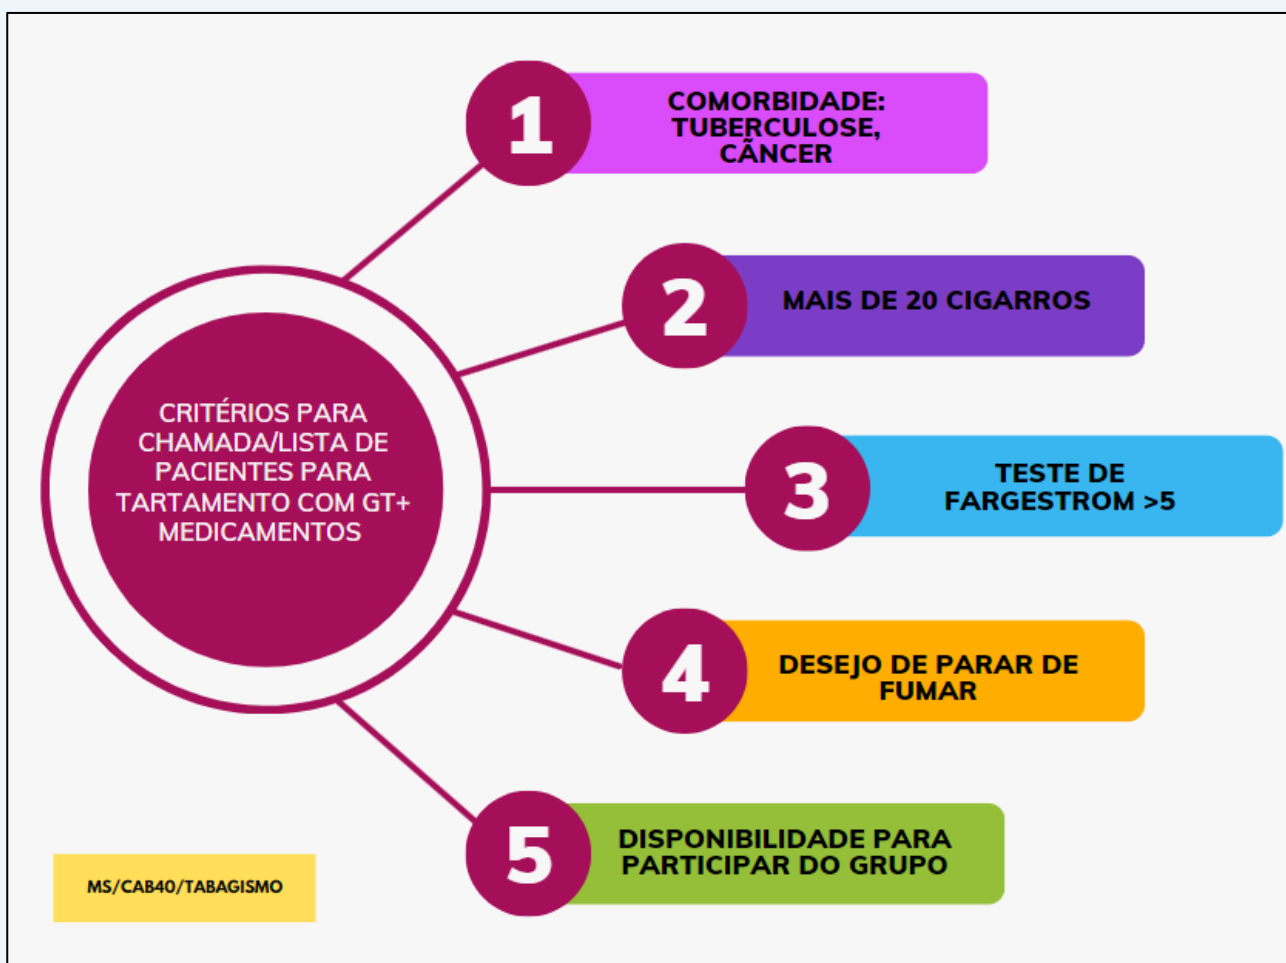 CRITÉRIOS PARA
CHAMADA/LISTA DE
PACIENTES PARA
TARTAMENTO COM GT+
MEDICAMENTOS
1
COMORBIDADE:
TUBERCULOSE,
CÃNCER
2
MAIS DE 20 CIGARROS
3
TESTE DE
FARGESTROM >5
4
DESEJO DE PARAR DE
FUMAR
5
DISPONIBILIDADE PARA
PARTICIPAR DO GRUPO
MS/CAB40/TABAGISMO